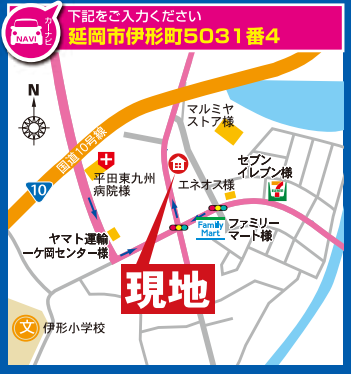 カーナビ
NAVI
下記をご入力ください
延岡市伊形町5031番4
N
国道10号線
10
マルミヤ
ストア様
平田東九州
病院様
エネオス様
セブン
イレブン様
ヤマト運輸
一ケ岡センター様
Family
Mart
ファミリー
マート様
現地
文
伊形小学校